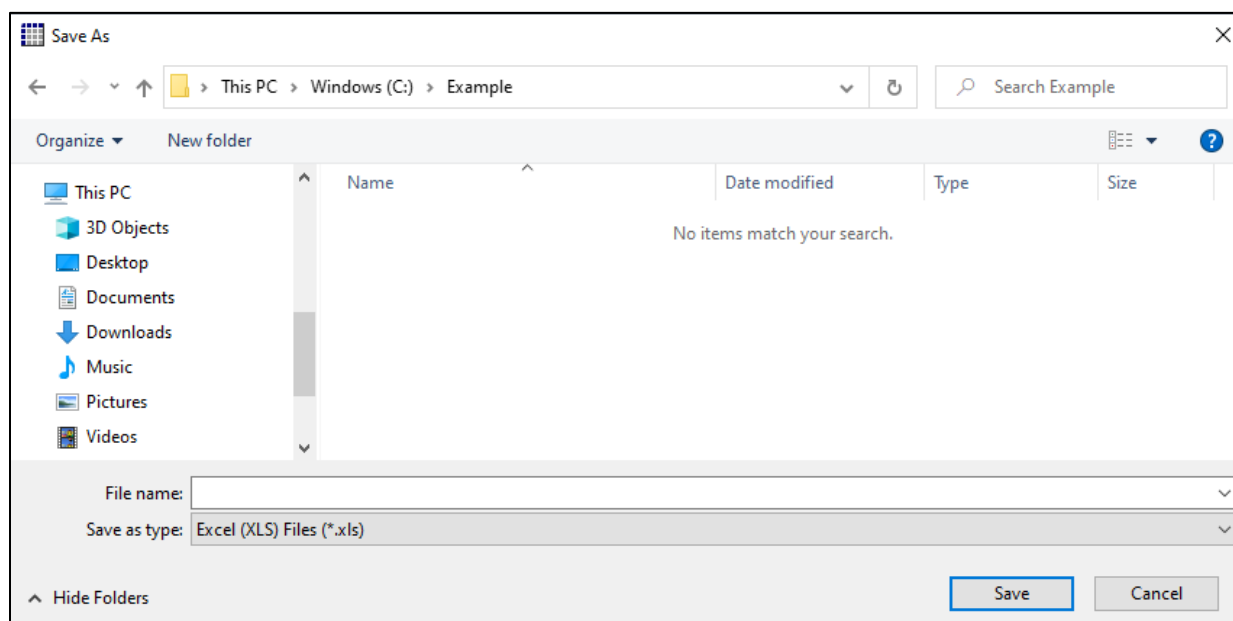 Save As
This PC > Windows (C:) > Example
Search Example
Organize New folder
?
This PC
Name Date modified Type Size
3D Objects
No items match your search.
Desktop
Documents
Downloads
Music
Pictures
Videos
File name:
Save as type: Excel (XLS) Files (*.xls)
Hide Folders
Save Cancel